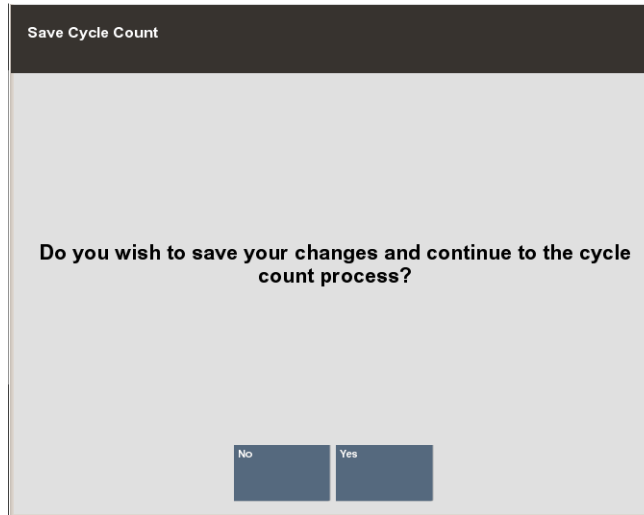 Save Cycle Count
Do you wish to save your changes and continue to the cycle
count process?
No
Yes